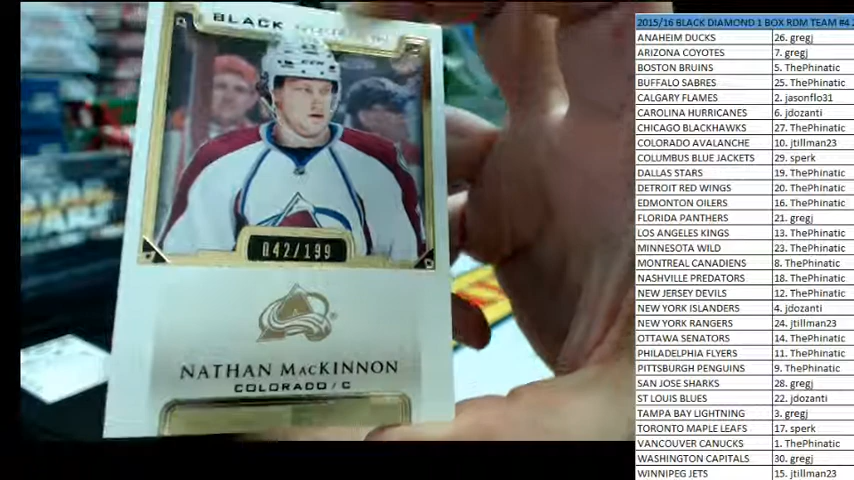 BLACK
042/199
NATHAN MACKINNON
COLORADO / C
2015/16 BLACK DIAMOND 1 BOX RDM TEAM #4
ANAHEIM DUCKS 26. gregj
ARIZONA COYOTES 7. gregj
BOSTON BRUINS 5. ThePhinatic
BUFFALO SABRES 25. ThePhinatic
CALGARY FLAMES 2. jasonflo31
CAROLINA HURRICANES 6. jdozanti
CHICAGO BLACKHAWKS 27. ThePhinatic
COLORADO AVALANCHE 10. jtillman23
COLUMBUS BLUE JACKETS 29. sperk
DALLAS STARS 19. ThePhinatic
DETROIT RED WINGS 20. ThePhinatic
EDMONTON OILERS 16. ThePhinatic
FLORIDA PANTHERS 21. gregj
LOS ANGELES KINGS 13. ThePhinatic
MINNESOTA WILD 23. ThePhinatic
MONTREAL CANADIENS 8. ThePhinatic
NASHVILLE PREDATORS 18. ThePhinatic
NEW JERSEY DEVILS 12. ThePhinatic
NEW YORK ISLANDERS 4. jdozanti
NEW YORK RANGERS 24. jtillman23
OTTAWA SENATORS 14. ThePhinatic
PHILADELPHIA FLYERS 11. ThePhinatic
PITTSBURGH PENGUINS 9. ThePhinatic
SAN JOSE SHARKS 28. gregj
ST LOUIS BLUES 22. jdozanti
TAMPA BAY LIGHTNING 3. gregj
TORONTO MAPLE LEAFS 17. sperk
VANCOUVER CANUCKS 1. ThePhinatic
WASHINGTON CAPITALS 30. gregj
WINNIPEG JETS 15. jtillman23